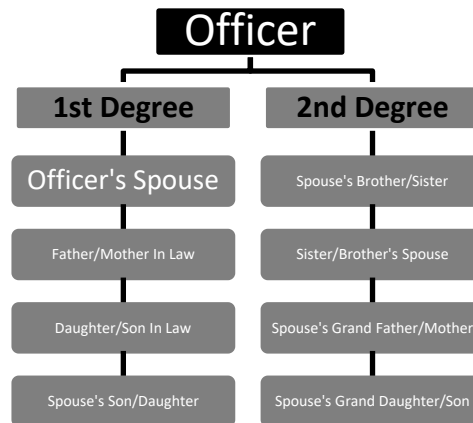 Officer
1st Degree
Officer's Spouse
Father/Mother In Law
Daughter/Son In Law
Spouse's Son/Daughter
2nd Degree
Spouse's Brother/Sister
Sister/Brother's Spouse
Spouse's Grand Father/Mother
Spouse's Grand Daughter/Son